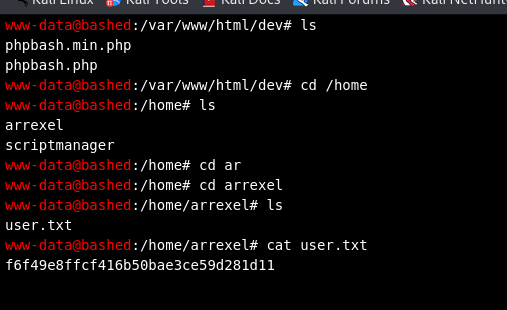 Kali Linux Kali Tools Kali Docs Kali Forums Kali NetHunt
www-data@bashed:/var/www/html/dev# ls
phpbash.min.php
phpbash.php
www-data@bashed:/var/www/html/dev# cd /home
www-data@bashed:/home# ls
arrexel
scriptmanager
www-data@bashed:/home# cd ar
www-data@bashed:/home# cd arrexel
www-data@bashed:/home/arrexel# ls
user.txt
www-data@bashed:/home/arrexel# cat user.txt
f6f49e8ffcf416b50bae3ce59d281d11